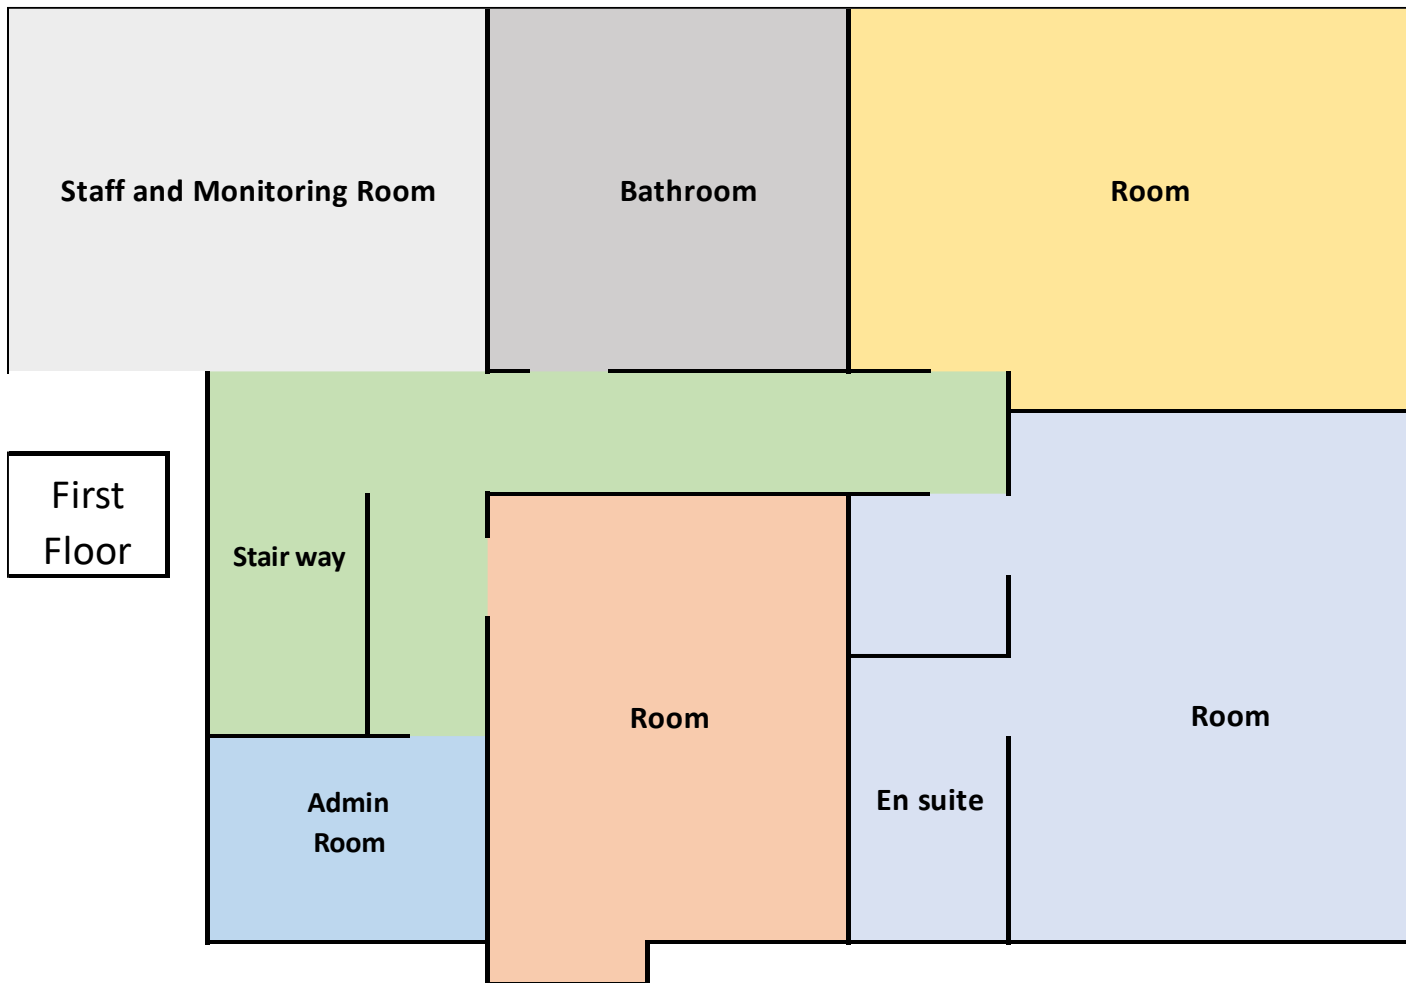 Staff and Monitoring Room
Bathroom
Room
First
Floor
Stair way
Room
Room
Admin
Room
En suite